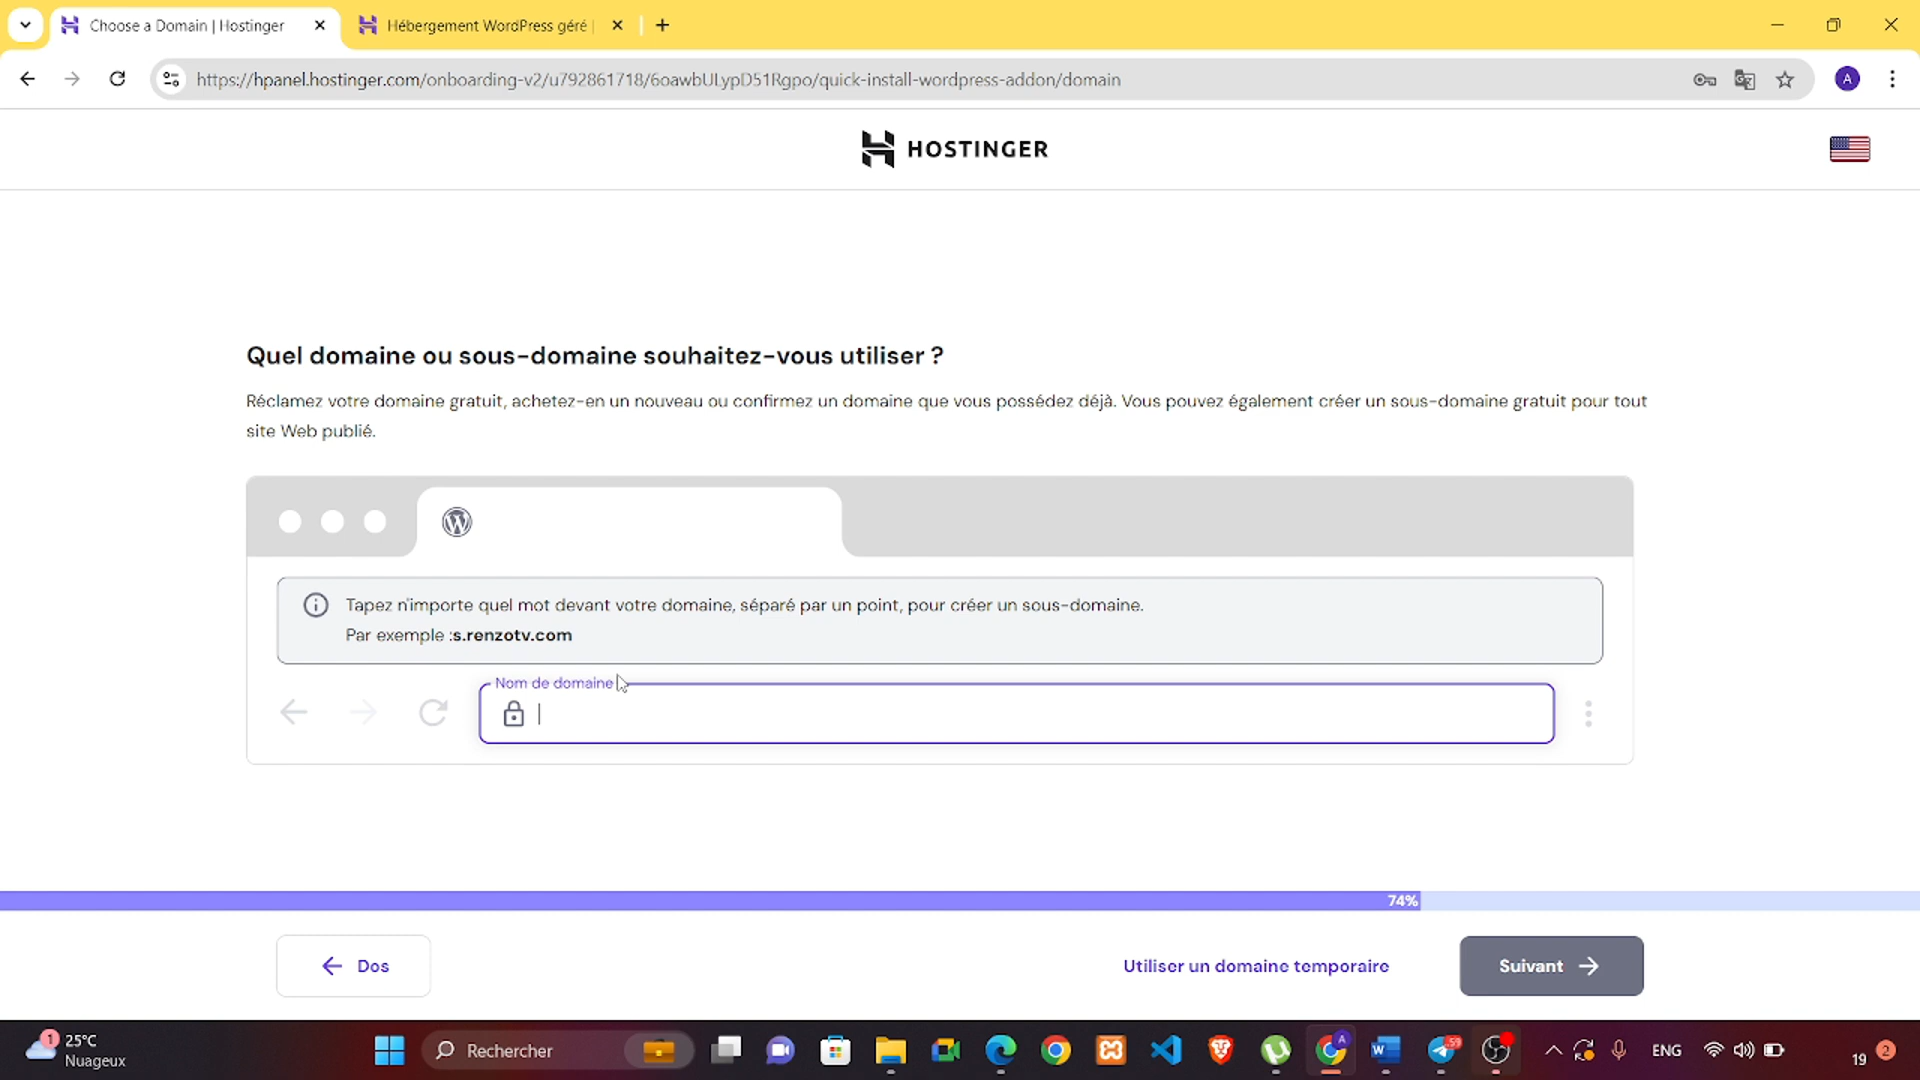 Choose a Domain | Hostinger
Hébergement WordPress géré |
https://hpanel.hostinger.com/onboarding-v2/u792861718/6oawbULypD51Rgpo/quick-install-wordpress-addon/domain
A
HOSTINGER
Quel domaine ou sous-domaine souhaitez-vous utiliser ?
Réclamez votre domaine gratuit, achetez-en un nouveau ou confirmez un domaine que vous possédez déjà. Vous pouvez également créer un sous-domaine gratuit pour tout
site Web publié.
Tapez n'importe quel mot devant votre domaine, séparé par un point, pour créer un sous-domaine.
Par exemple :s.renzotv.com
Nom de domaine
74%
Dos
Utiliser un domaine temporaire
Suivant
1
25°C
Nuageux
Rechercher
A
59
ENG
19
2